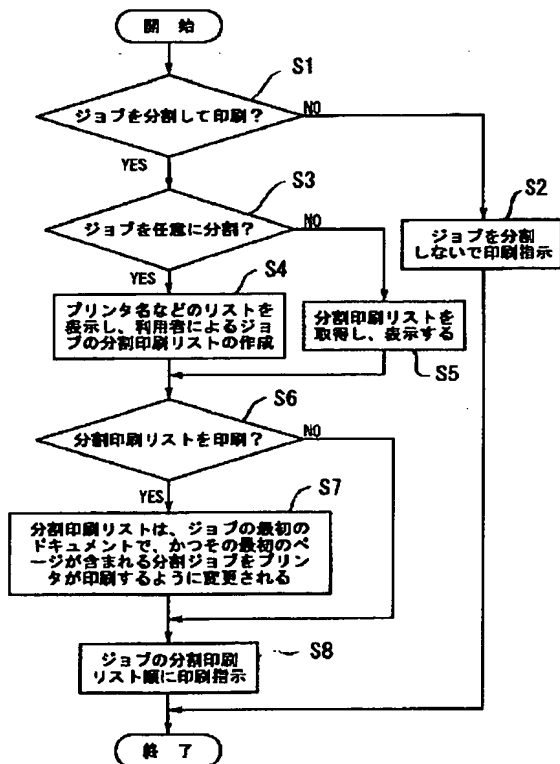 開 始
S1
ジョブを分割して印刷？
NO
YES
S3
ジョブを任意に分割？
NO
S2
ジョブを分割
しないで印刷指示
YES
S4
プリンタ名などのリストを
表示し、利用者によるジョ
ブの分割印刷リストの作成
分割印刷リストを
取得し、表示する
S5
S6
分割印刷リストを印刷？
NO
YES
S7
分割印刷リストは、ジョブの最初の
ドキュメントで、かつその最初のペ
ージが含まれる分割ジョブをプリン
タが印刷するように変更される
ジョブの分割印刷
リスト順に印刷指示
S8
終 了